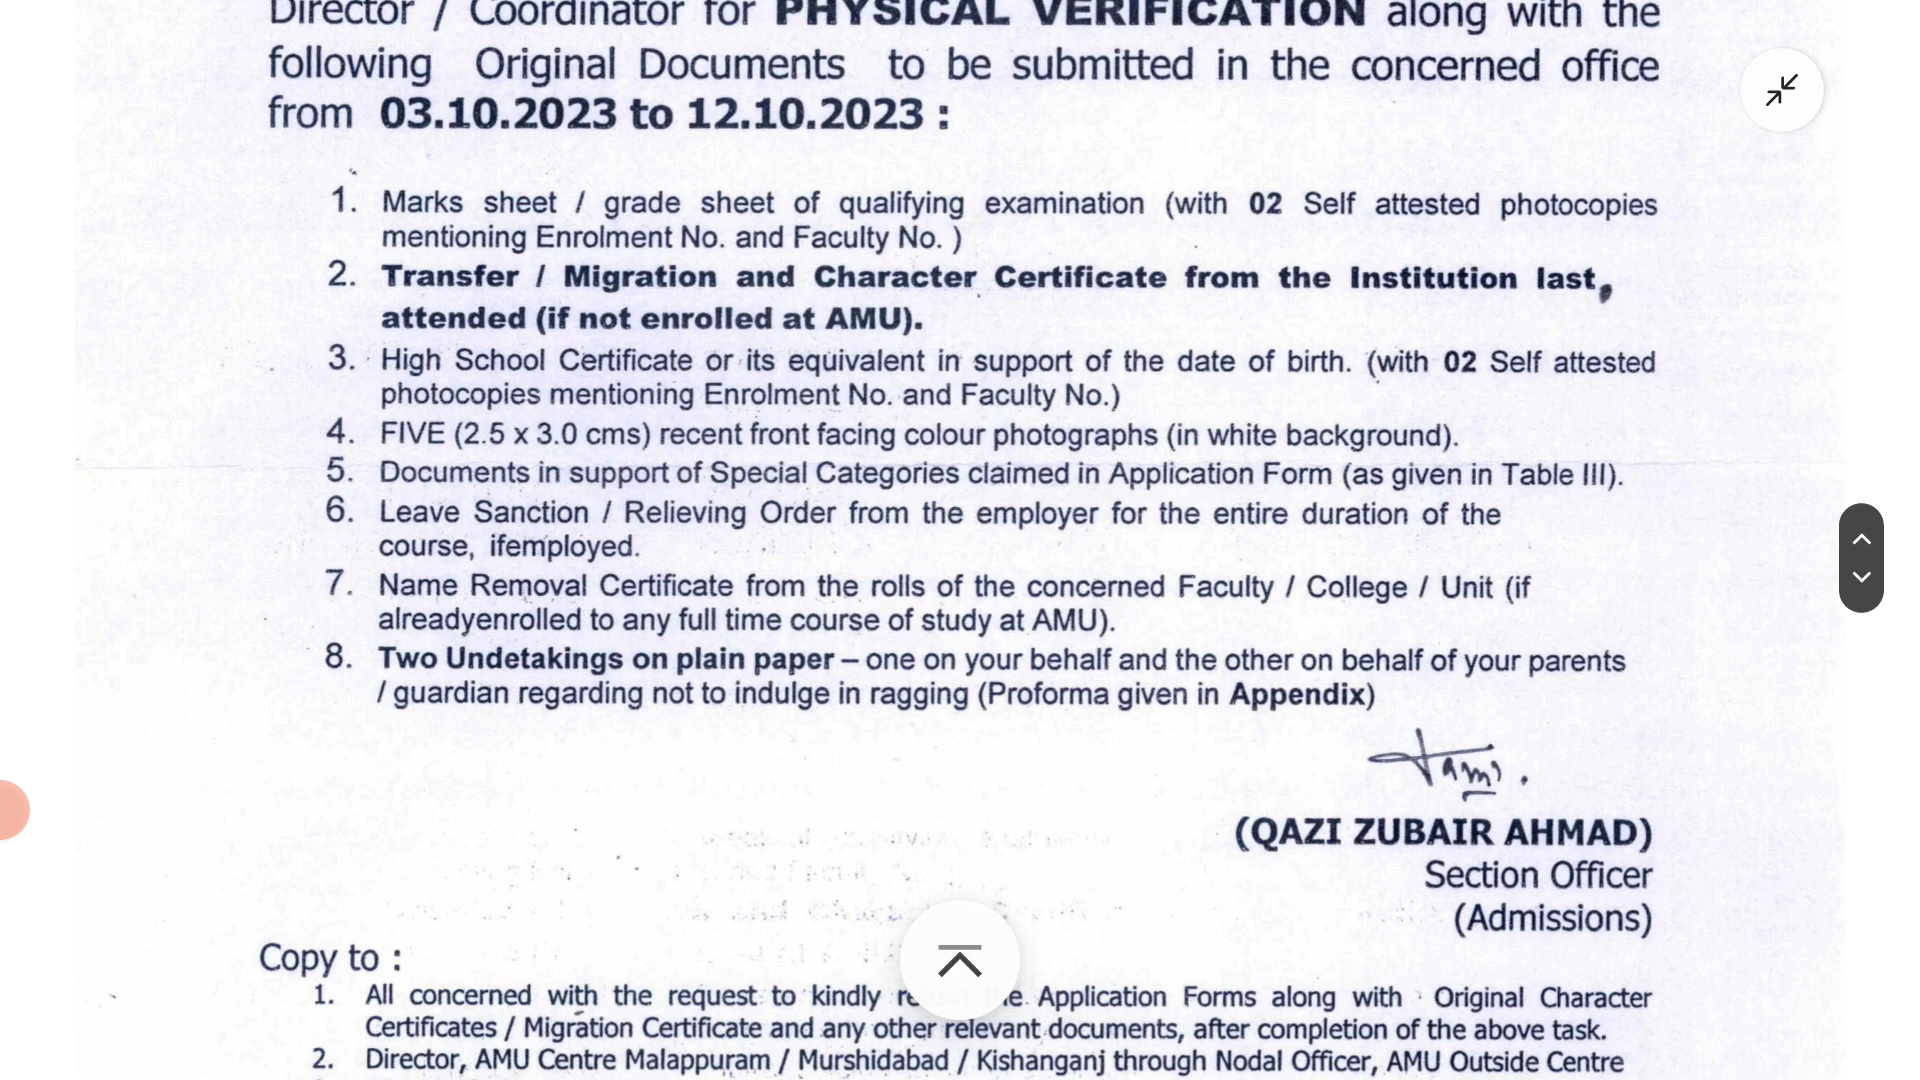 Director / Coordinator for PHYSICAL VERIFICATION along with the
following Original Documents to be submitted in the concerned office
from 03.10.2023 to 12.10.2023 :
1. Marks sheet / grade sheet of qualifying examination (with 02 Self attested photocopies
mentioning Enrolment No. and Faculty No. )
2. Transfer / Migration and Character Certificate from the Institution last,
attended (if not enrolled at AMU).
3. High School Certificate or its equivalent in support of the date of birth. (with 02 Self attested
photocopies mentioning Enrolment No. and Faculty No.)
4. FIVE (2.5 x 3.0 cms) recent front facing colour photographs (in white background).
5. Documents in support of Special Categories claimed in Application Form (as given in Table III).
6. Leave Sanction / Relieving Order from the employer for the entire duration of the
course, ifemployed.
7. Name Removal Certificate from the rolls of the concerned Faculty / College / Unit (if
alreadyenrolled to any full time course of study at AMU).
8. Two Undetakings on plain paper – one on your behalf and the other on behalf of your parents
/ guardian regarding not to indulge in ragging (Proforma given in Appendix)
(QAZI ZUBAIR AHMAD)
Section Officer
(Admissions)
Copy to :
1. All concerned with the request to kindly Application Forms along with Original Character
Certificates / Migration Certificate and any other relevant documents, after completion of the above task.
2. Director, AMU Centre Malappuram / Murshidabad / Kishanganj through Nodal Officer, AMU Outside Centre